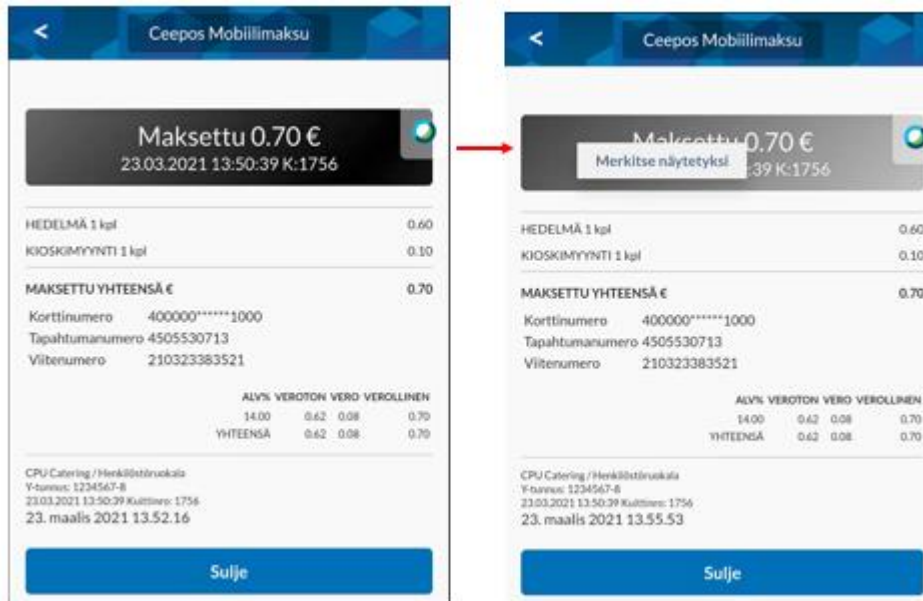 <
Ceepos Mobiilimaksu
Maksettu 0.70 €
23.03.2021 13:50:39 K:1756
HEDELMÄ 1 kpl 0.60
KIOSKIMYYNTI 1 kpl 0.10
MAKSETTU YHTEENSÄ € 0.70
Korttinumero 400000******1000
Tapahtumanumero 4505530713
Viitenumero 210323383521
ALV% VEROTON VERO VEROLLINEN
14.00 0.62 0.08 0.70
YHTEENSÄ 0.62 0.08 0.70
CPU Catering / Henkilöstöruokala
Y-tunnus: 1234567-8
23.03.2021 13:50:39 Kuittinro: 1756
23. maalis 2021 13.52.16
Sulje
<
Ceepos Mobiilimaksu
Maksettu 0.70 €
Merkitse näytetyksi
:39 K:1756
HEDELMÄ 1 kpl 0.60
KIOSKIMYYNTI 1 kpl 0.10
MAKSETTU YHTEENSÄ € 0.70
Korttinumero 400000******1000
Tapahtumanumero 4505530713
Viitenumero 210323383521
ALV% VEROTON VERO VEROLLINEN
14.00 0.62 0.08 0.70
YHTEENSÄ 0.62 0.08 0.70
CPU Catering / Henkilöstöruokala
Y-tunnus: 1234567-8
23.03.2021 13:50:39 Kuittinro: 1756
23. maalis 2021 13.55.53
Sulje